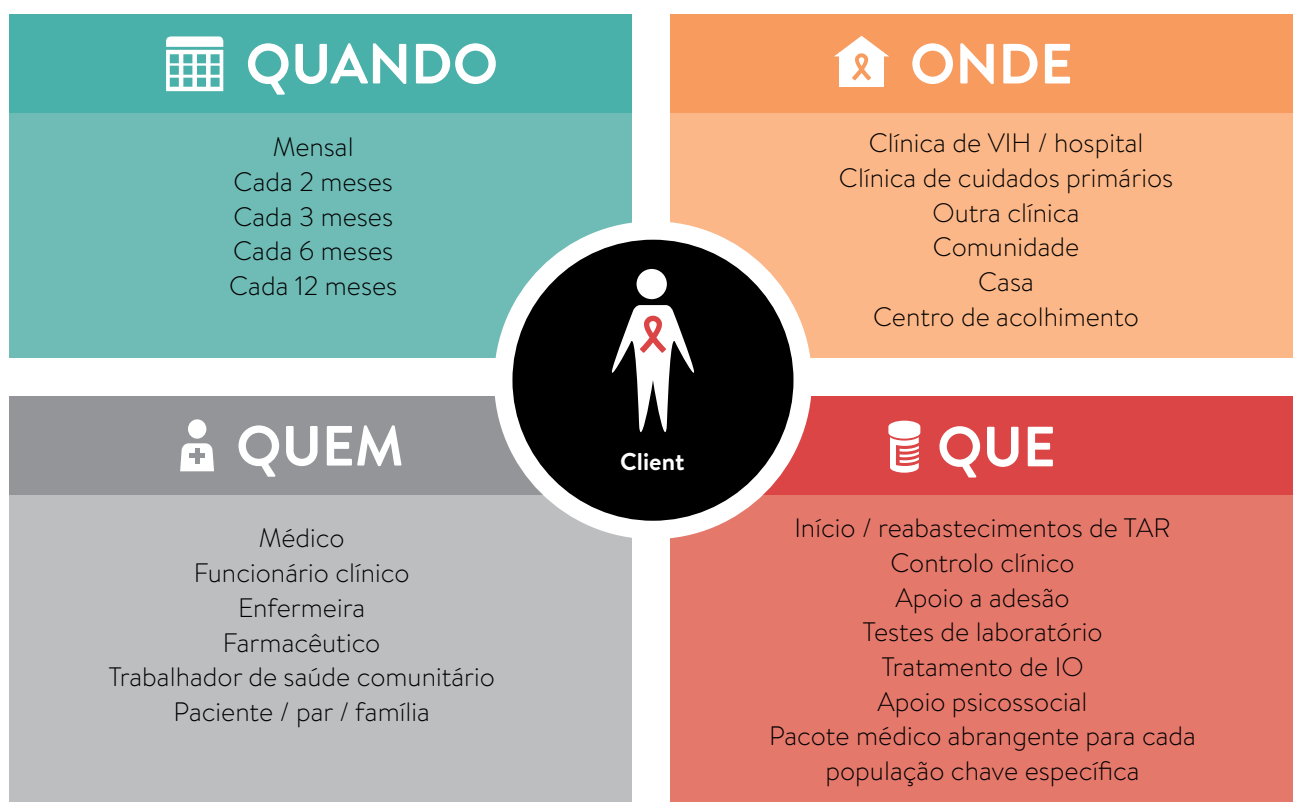 QUANDO
Mensal
Cada 2 meses
Cada 3 meses
Cada 6 meses
Cada 12 meses
ONDE
Clínica de VIH / hospital
Clínica de cuidados primários
Outra clínica
Comunidade
Casa
Centro de acolhimento
Client
QUEM
Médico
Funcionário clínico
Enfermeira
Farmacêutico
Trabalhador de saúde comunitário
Paciente / par / família
QUE
Início / reabastecimentos de TAR
Controlo clínico
Apoio a adesão
Testes de laboratório
Tratamento de IO
Apoio psicossocial
Pacote médico abrangente para cada
população chave específica